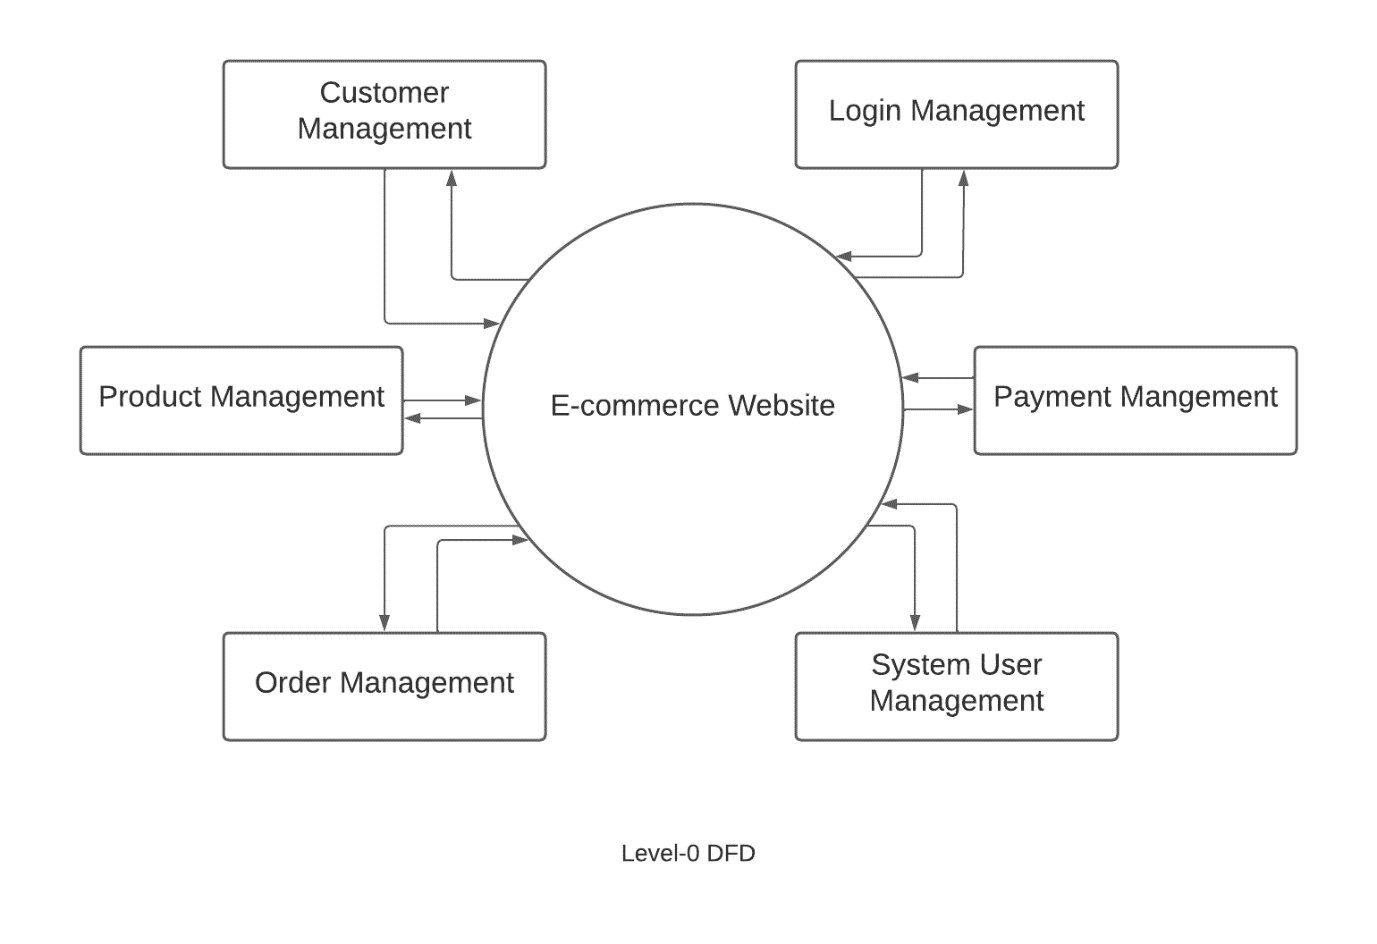 Customer
Management
Login Management
Product Management
E-commerce Website
Payment Mangement
Order Management
System User
Management
Level-0 DFD